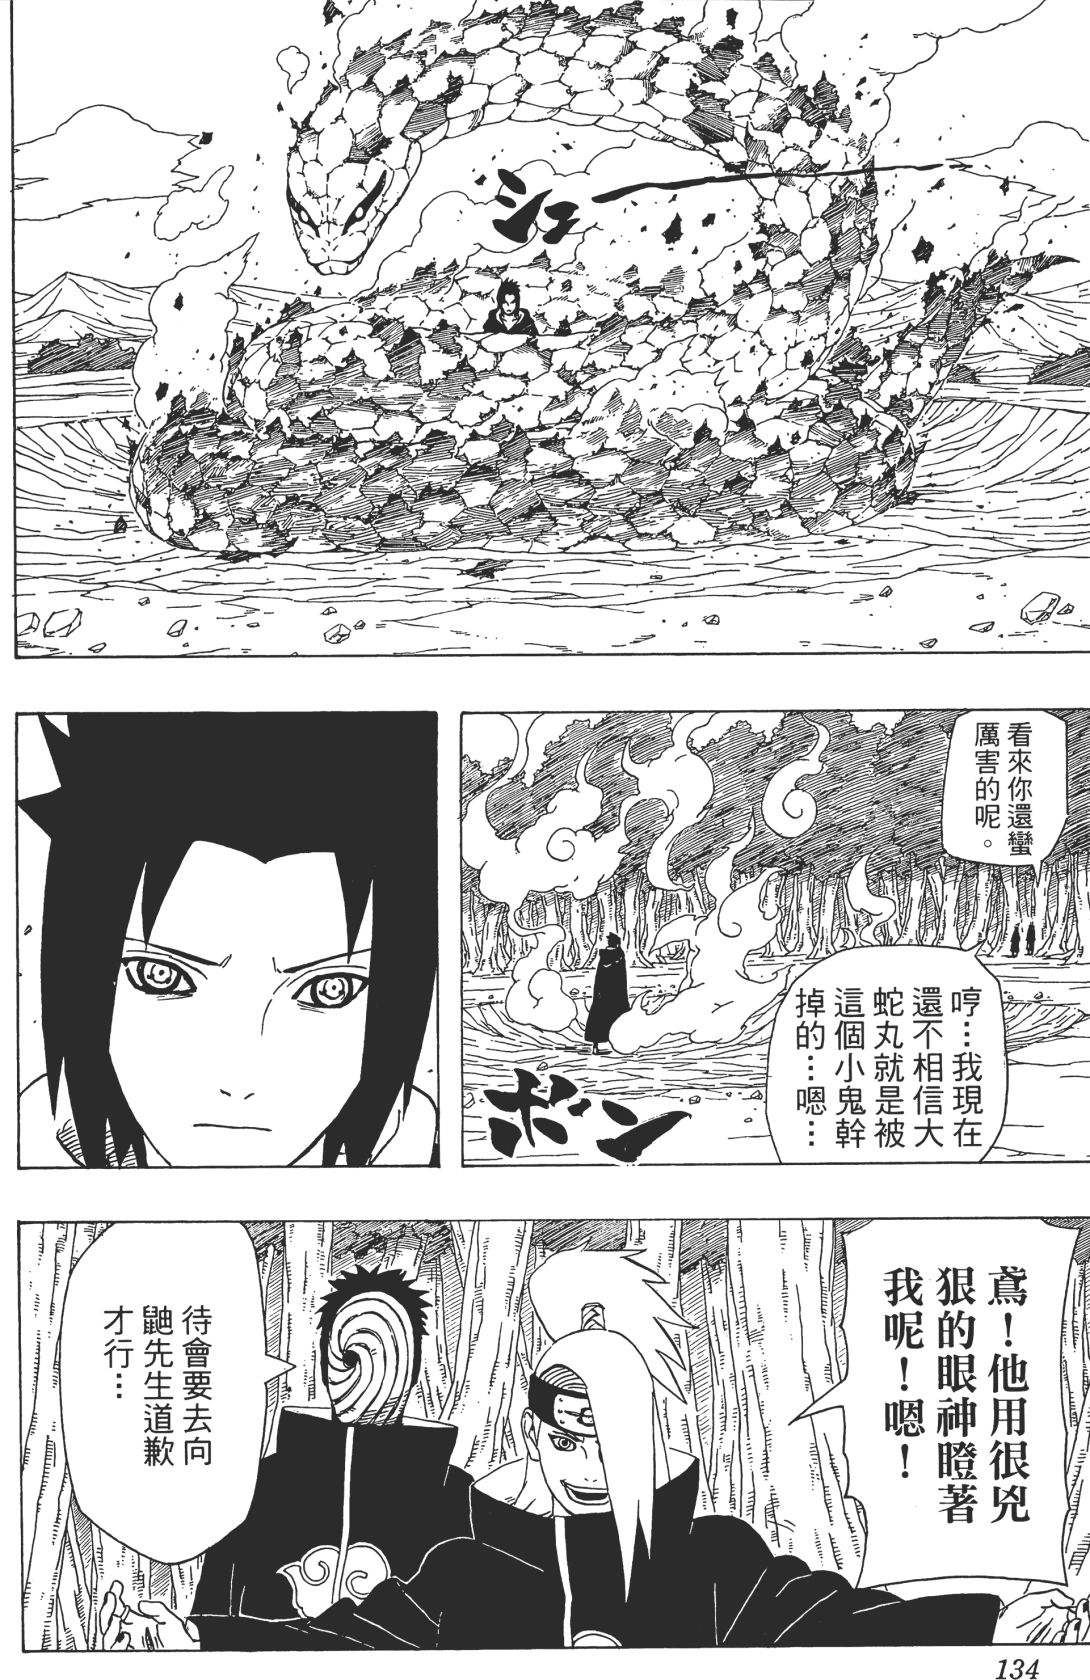 シュー
看來你還蠻
厲害的呢。
哼…我現在
還不相信大
蛇丸就是被
這個小鬼幹
掉的…嗯…
ボンッ
鳶！他用很兇
狠的眼神瞪著
我呢！嗯！
待會要去向
鼬先生道歉
才行…
134